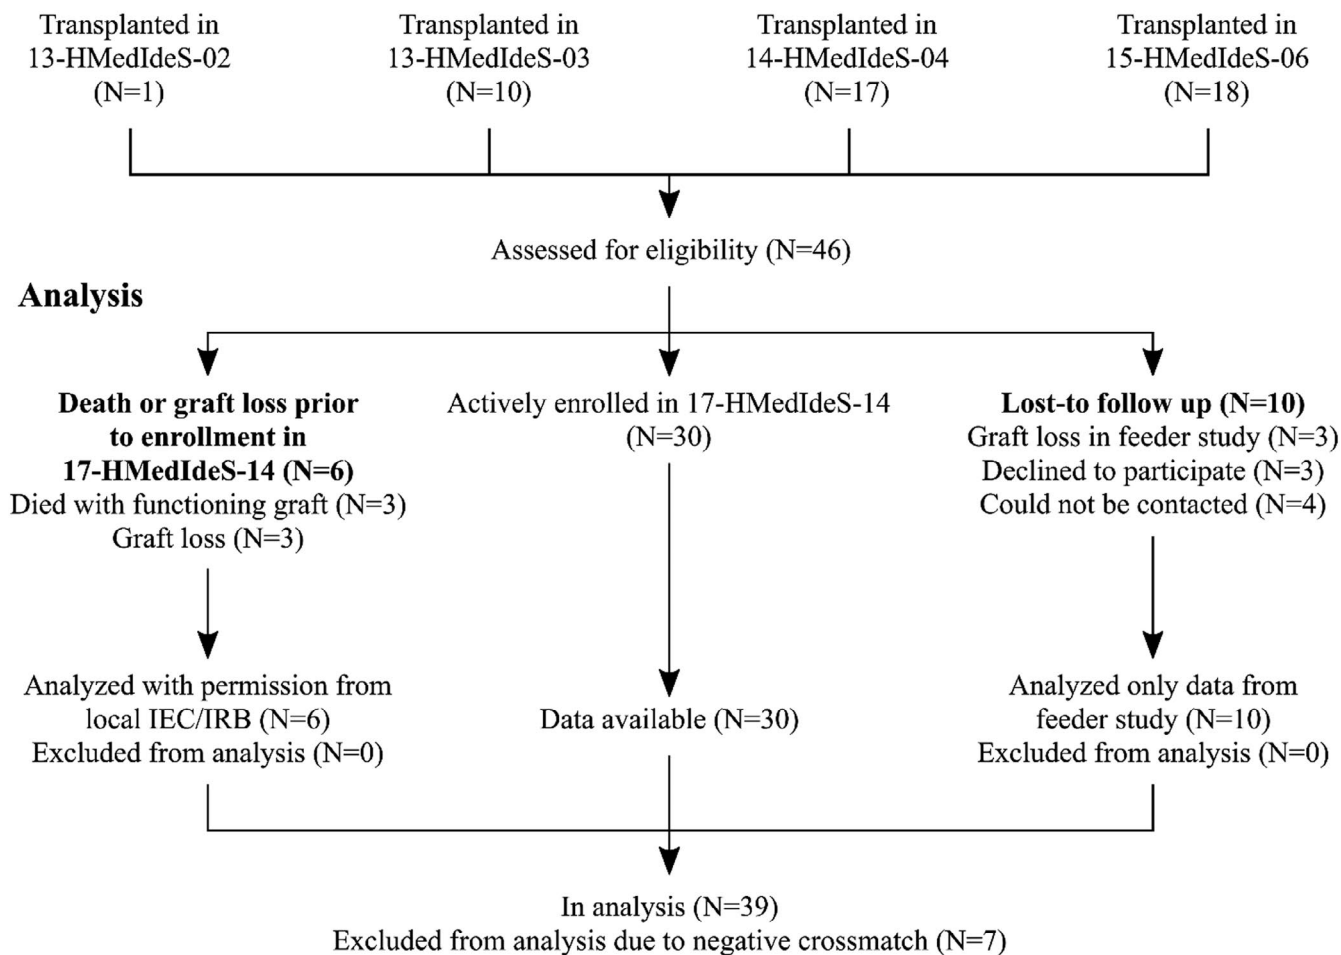 Transplanted in
13-HMedIdeS-02
(N=1)
Transplanted in
13-HMedIdeS-03
(N=10)
Transplanted in
14-HMedIdeS-04
(N=17)
Transplanted in
15-HMedIdeS-06
(N=18)
Assessed for eligibility (N=46)
Analysis
Death or graft loss prior
to enrollment in
17-HMedIdeS-14 (N=6)
Died with functioning graft (N=3)
Graft loss (N=3)
Actively enrolled in 17-HMedIdeS-14
(N=30)
Lost-to follow up (N=10)
Graft loss in feeder study (N=3)
Declined to participate (N=3)
Could not be contacted (N=4)
Analyzed with permission from
local IEC/IRB (N=6)
Excluded from analysis (N=0)
Data available (N=30)
Analyzed only data from
feeder study (N=10)
Excluded from analysis (N=0)
In analysis (N=39)
Excluded from analysis due to negative crossmatch (N=7)